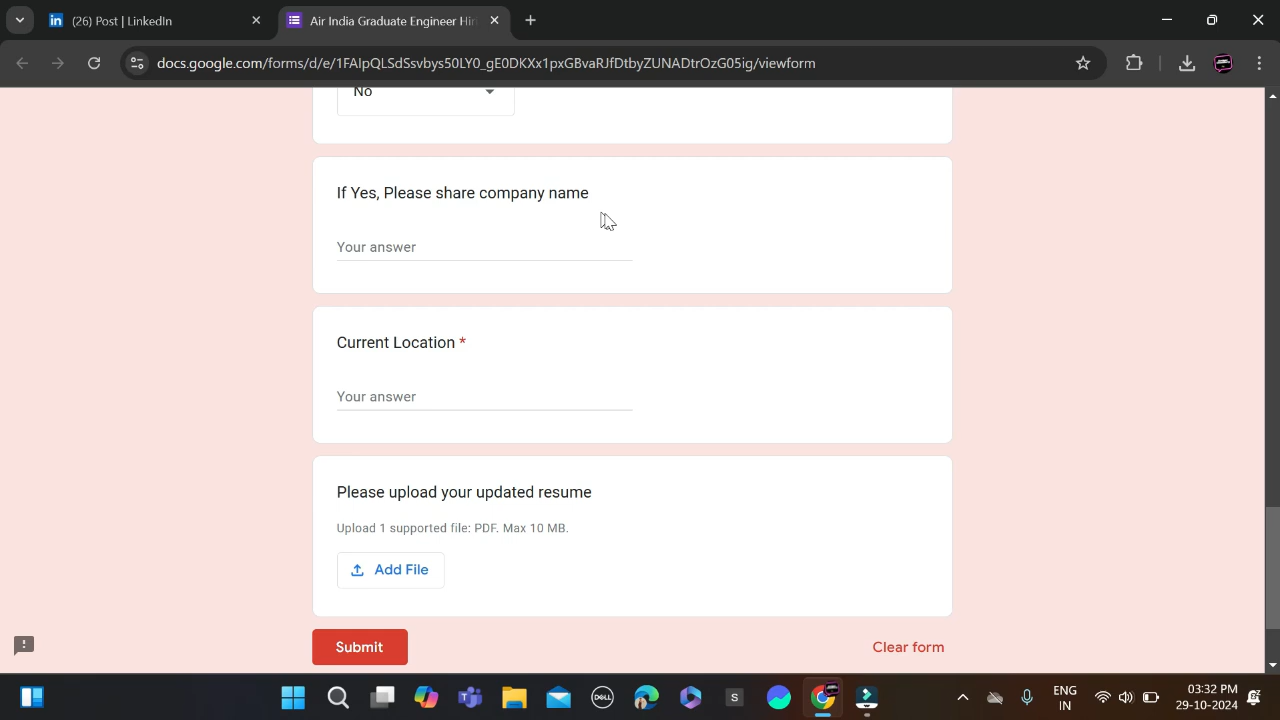 (26) Post | LinkedIn
Air India Graduate Engineer Hir
docs.google.com/forms/d/e/1FAIpQLSdSsvbys50LY0_gE0DKXx1pxGBvaRJfDtbyZUNADtrOzG05ig/viewform
No
If Yes, Please share company name
Your answer
Current Location *
Your answer
Please upload your updated resume
Upload 1 supported file: PDF. Max 10 MB.
Add File
Submit
Clear form
DELL
S
ENG
IN
03:32 PM
29-10-2024